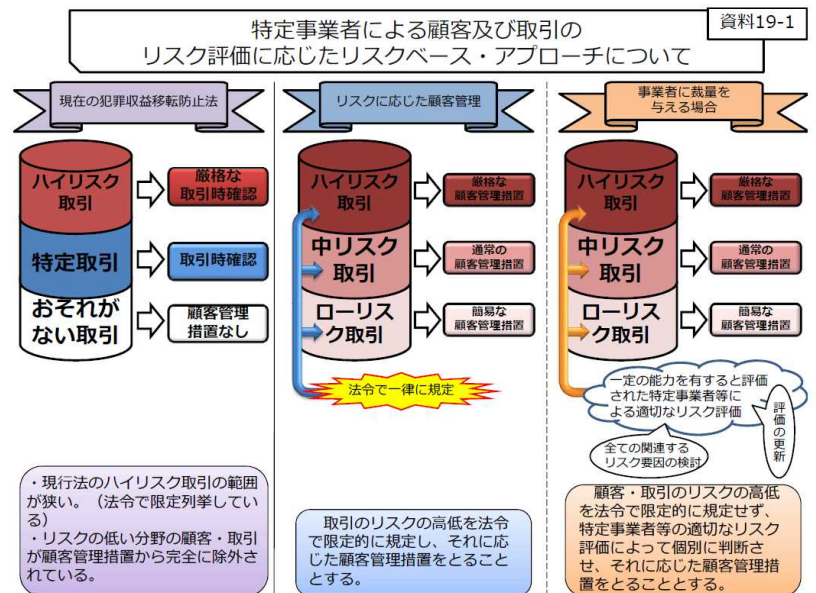 資料19-1
特定事業者による顧客及び取引の
リスク評価に応じたリスクベース・アプローチについて
現在の犯罪収益移転防止法
ハイリスク
取引
厳格な
取引時確認
特定取引
取引時確認
おそれが
ない取引
顧客管理
措置なし
・現行法のハイリスク取引の範囲
が狭い。（法令で限定列挙してい
る）
・リスクの低い分野の顧客・取引
が顧客管理措置から完全に除外さ
れている。
リスクに応じた顧客管理
ハイリスク
取引
厳格な
顧客管理措置
中リスク
取引
通常の
顧客管理措置
ローリス
ク取引
簡易な
顧客管理措置
法令で一律に規定
取引のリスクの高低を法令
で限定的に規定し、それに応
じた顧客管理措置をとること
とする。
事業者に裁量を
与える場合
ハイリスク
取引
厳格な
顧客管理措置
中リスク
取引
通常の
顧客管理措置
ローリス
ク取引
簡易な
顧客管理措置
一定の能力を有すると評価
された特定事業者等に
よる適切なリスク評価
評価の更新
全ての関連する
リスク要因の検討
顧客・取引のリスクの高低
を法令で限定的に規定せず、
特定事業者等の適切なリスク
評価によって個別に判断さ
せ、それに応じた顧客管理措
置をとることとする。